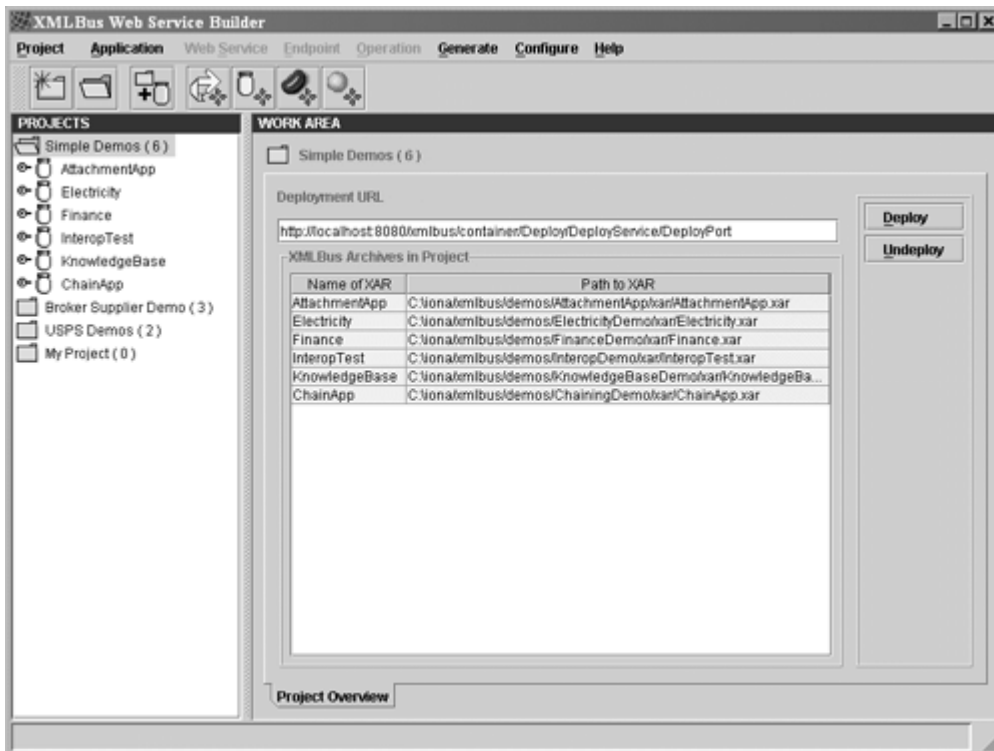 XMLBus Web Service Builder
Project Application Web Service Endpoint Operation Generate Configure Help
PROJECTS
Simple Demos ( 6 )
AttachmentApp
Electricity
Finance
InteropTest
KnowledgeBase
ChainApp
Broker Supplier Demo ( 3 )
USPS Demos ( 2 )
My Project ( 0 )
WORK AREA
Simple Demos ( 6 )
Deployment URL
http://localhost:8080/xmlbus/container/Deploy/DeployService/DeployPort
Deploy
Undeploy
XMLBus Archives in Project
Name of XAR Path to XAR
AttachmentApp C:\iona\xmlbus/demos/AttachmentApp/xar/AttachmentApp.xar
Electricity C:\iona\xmlbus/demos/ElectricityDemo/xar/Electricity.xar
Finance C:\iona\xmlbus/demos/FinanceDemo/xar/Finance.xar
InteropTest C:\iona\xmlbus/demos/InteropDemo/xar/InteropTest.xar
KnowledgeBase C:\iona\xmlbus/demos/KnowledgeBaseDemo/xar/KnowledgeBa...
ChainApp C:\iona\xmlbus/demos/ChainingDemo/xar/ChainApp.xar
Project Overview